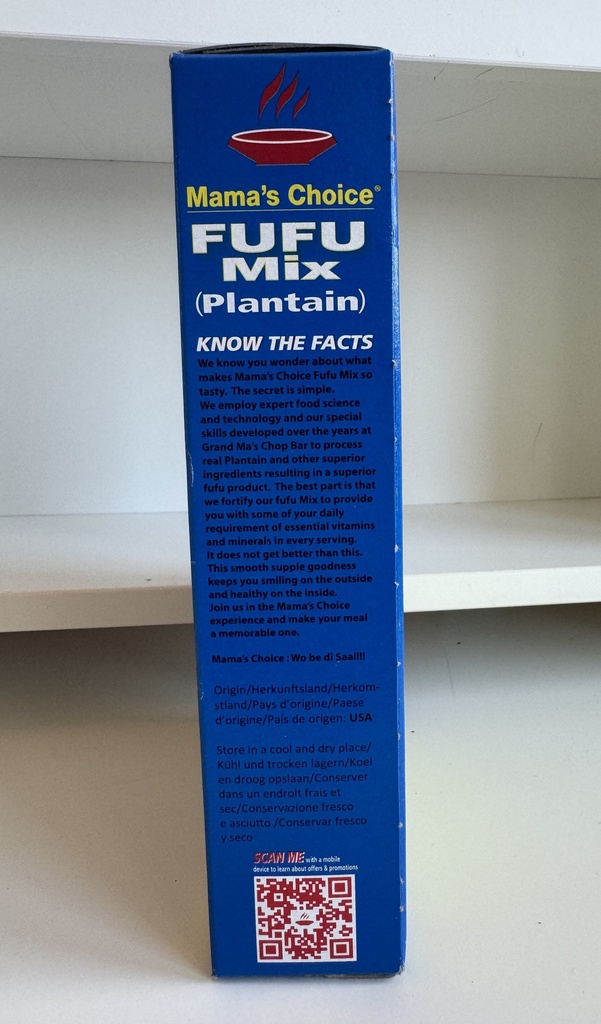 Mama's Choice®
FUFU
Mix
(Plantain)
KNOW THE FACTS
We know you wonder about what
makes Mama's Choice Fufu Mix so
tasty. The secret is simple.
We employ expert food science
and technology and our special
skills developed over the years at
Grand Ma's Chop Bar to process
real Plantain and other superior
ingredients resulting in a superior
fufu product. The best part is that
we fortify our fufu Mix to provide
you with some of your daily
requirement of essential vitamins
and minerals in every serving.
It does not get better than this.
This smooth supple goodness
keeps you smiling on the outside
and healthy on the inside.
Join us in the Mama's Choice
experience and make your meal
a memorable one.
Mama's Choice : Wo be di Saa!!!!
Origin/Herkunftsland/Herkom-
stland/Pays d'origine/Paese
d'origine/País de origen: USA
Store in a cool and dry place/
Kühl und trocken lagern/Koel
en droog opslaan/Conserver
dans un endroit frais et
sec/Conservazione fresco
e asciutto /Conservar fresco
y seco
SCAN ME with a mobile
device to learn about offers & promotions